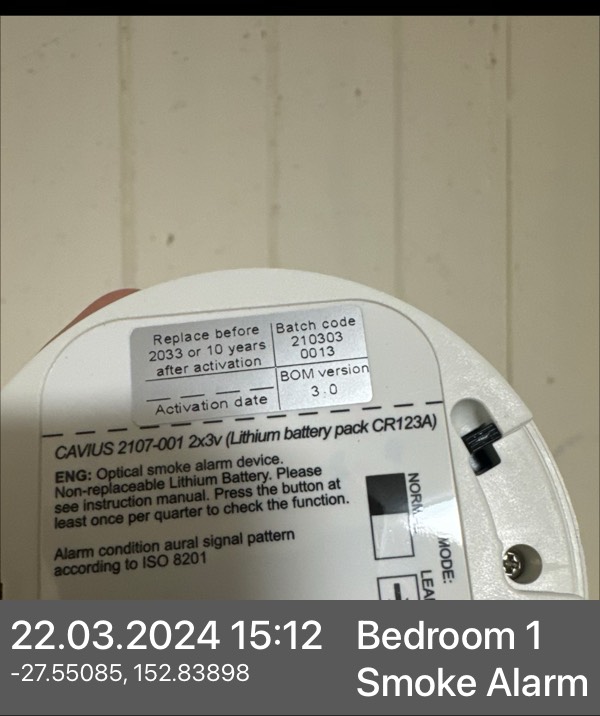 Replace before
2033 or 10 years
after activation
Activation date
Batch code
210303
0013
BOM version
3.0
CAVIUS 2107-001 2x3v (Lithium battery pack CR123A)
ENG: Optical smoke alarm device.
Non-replaceable Lithium Battery. Please
see instruction manual. Press the button at
least once per quarter to check the function.
Alarm condition aural signal pattern
according to ISO 8201
MODE:
22.03.2024 15:12
-27.55085, 152.83898
Bedroom 1
Smoke Alarm